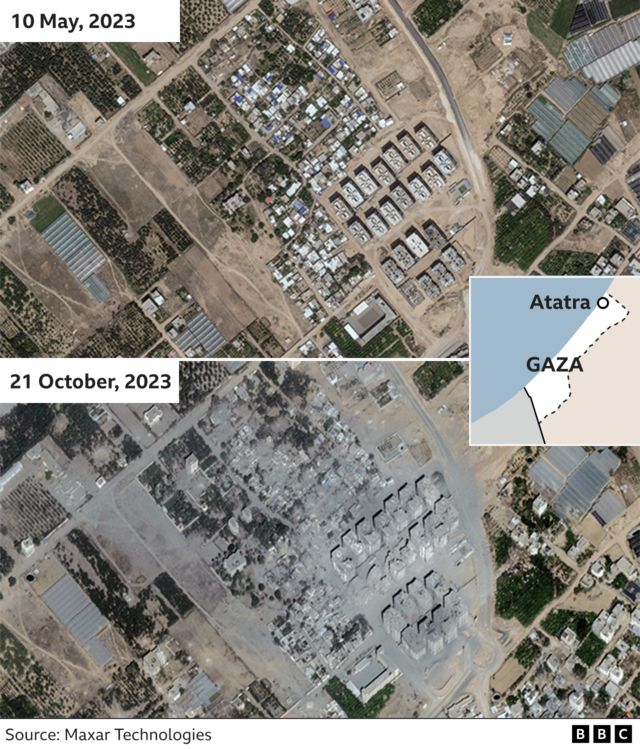 10 May, 2023
Atatra
GAZA
21 October, 2023
Source: Maxar Technologies
BBC